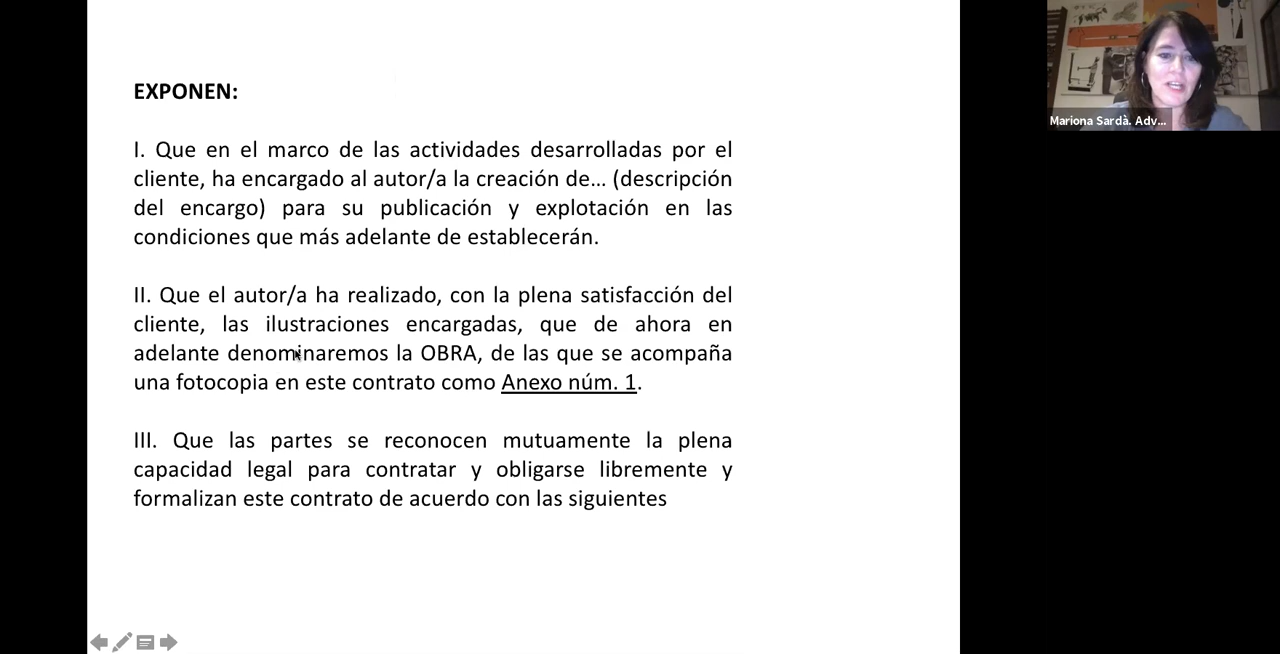 EXPONEN:
I. Que en el marco de las actividades desarrolladas por el
cliente, ha encargado al autor/a la creación de... (descripción
del encargo) para su publicación y explotación en las
condiciones que más adelante de establecerán.
II. Que el autor/a ha realizado, con la plena satisfacción del
cliente, las ilustraciones encargadas, que de ahora en
adelante denominaremos la OBRA, de las que se acompaña
una fotocopia en este contrato como Anexo núm. 1.
III. Que las partes se reconocen mutuamente la plena
capacidad legal para contratar y obligarse libremente y
formalizan este contrato de acuerdo con las siguientes
Mariona Sardà. Adv...